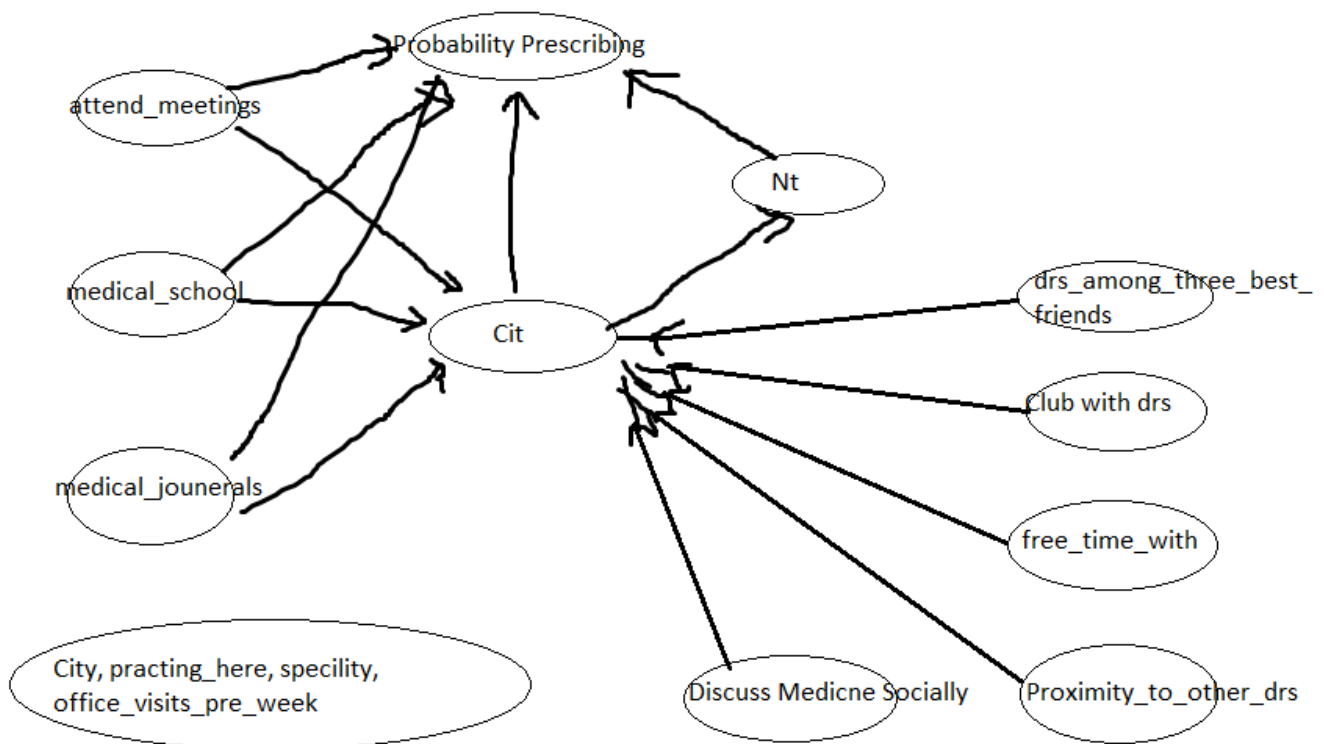 Probability Prescribing
attend_meetings
Nt
medical_school
drs_among_three_best_
friends
Cit
Club with drs
medical_jounerals
free_time_with
City, practing_here, specility,
office_visits_pre_week
Discuss Medicne Socially
Proximity_to_other_drs